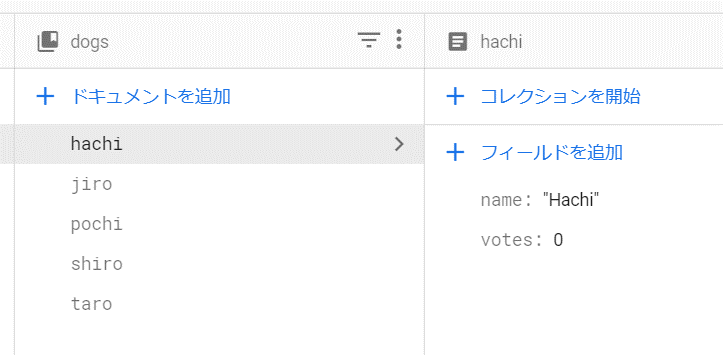 dogs
ドキュメントを追加
hachi
jiro
pochi
shiro
taro
hachi
コレクションを開始
フィールドを追加
name: "Hachi"
votes: 0